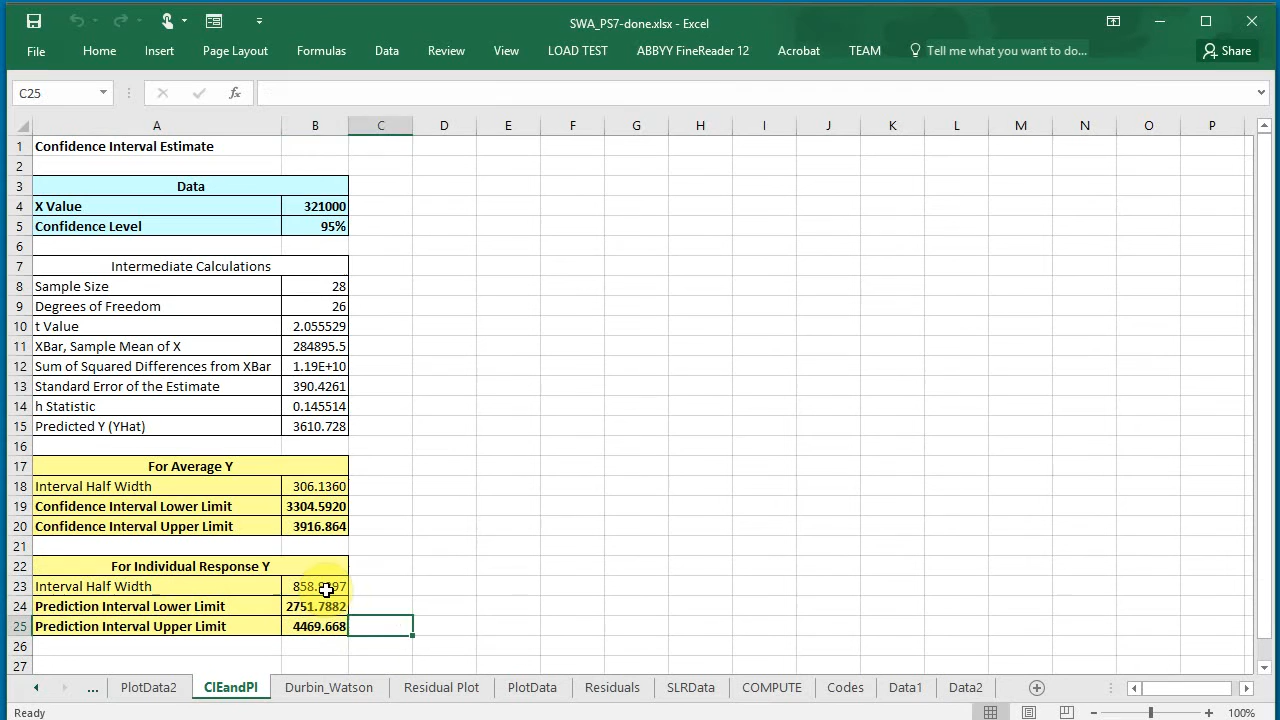 SWA_PS7-done.xlsx - Excel
File Home Insert Page Layout Formulas Data Review View LOAD TEST ABBYY FineReader 12 Acrobat TEAM Tell me what you want to do... Share
C25 fx
A B C D E F G H I J K L M N O P
1 Confidence Interval Estimate
2
3 Data
4 X Value 321000
5 Confidence Level 95%
6
7 Intermediate Calculations
8 Sample Size 28
9 Degrees of Freedom 26
10 t Value 2.055529
11 XBar, Sample Mean of X 284895.5
12 Sum of Squared Differences from XBar 1.19E+10
13 Standard Error of the Estimate 390.4261
14 h Statistic 0.145514
15 Predicted Y (YHat) 3610.728
16
17 For Average Y
18 Interval Half Width 306.1360
19 Confidence Interval Lower Limit 3304.5920
20 Confidence Interval Upper Limit 3916.864
21
22 For Individual Response Y
23 Interval Half Width
24 Prediction Interval Lower Limit 2751.7882
25 Prediction Interval Upper Limit 4469.668
26
27
... PlotData2 CIEandPI Durbin_Watson Residual Plot PlotData Residuals SLRData COMPUTE Codes Data1 Data2
Ready 100%